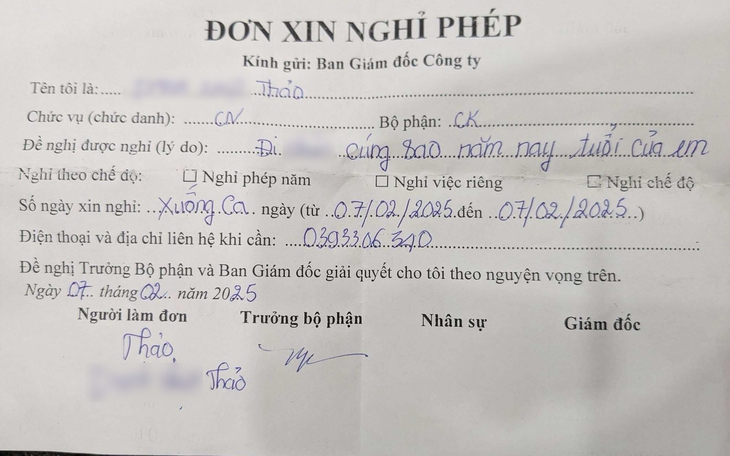 ĐƠN XIN NGHỈ PHÉP
Kính gửi: Ban Giám đốc Công ty
Tên tôi là:..... Thảo
Chức vụ (chức danh): CN Bộ phận: CK
Đề nghị được nghỉ (lý do): Đi cúng sao năm nay tuổi của em
Nghỉ theo chế độ: ☐ Nghỉ phép năm ☐ Nghỉ việc riêng ☐ Nghỉ chế độ
Số ngày xin nghỉ: Xuống Ca ngày (từ 07/02/2025 đến 07/02/2025)
Điện thoại và địa chỉ liên hệ khi cần: 0393306340
Đề nghị Trưởng Bộ phận và Ban Giám đốc giải quyết cho tôi theo nguyện vọng trên.
Ngày 07 tháng 02 năm 2025
Người làm đơn Trưởng bộ phận Nhân sự Giám đốc
Thảo
Thảo